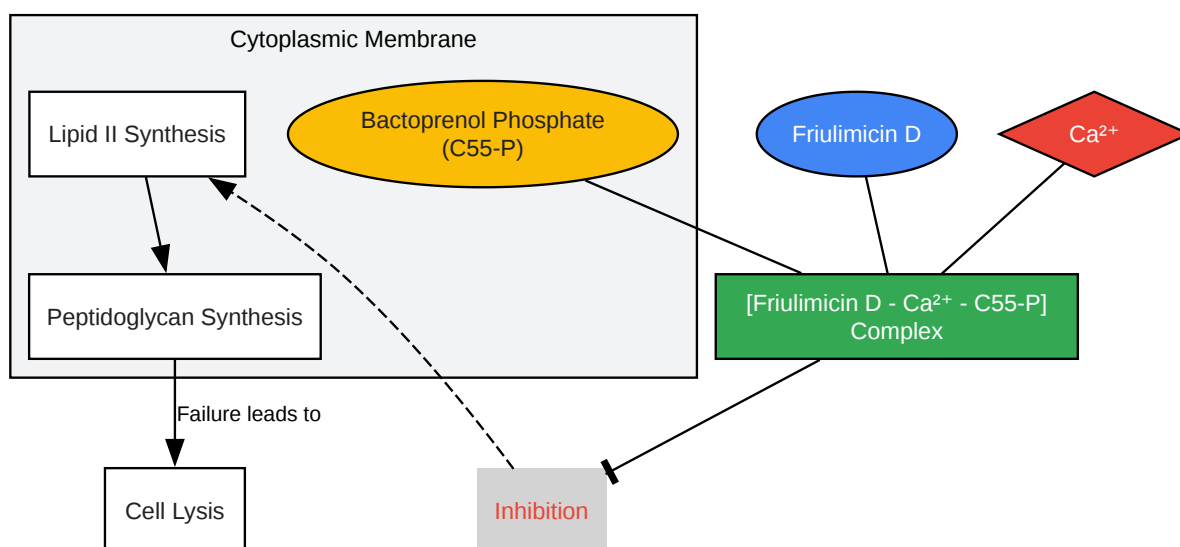 Cytoplasmic Membrane
Lipid II Synthesis
Bactoprenol Phosphate
(C55-P)
Friulimicin D
Ca²⁺
Peptidoglycan Synthesis
[Friulimicin D - Ca²⁺ - C55-P]
Complex
Failure leads to
Cell Lysis
Inhibition